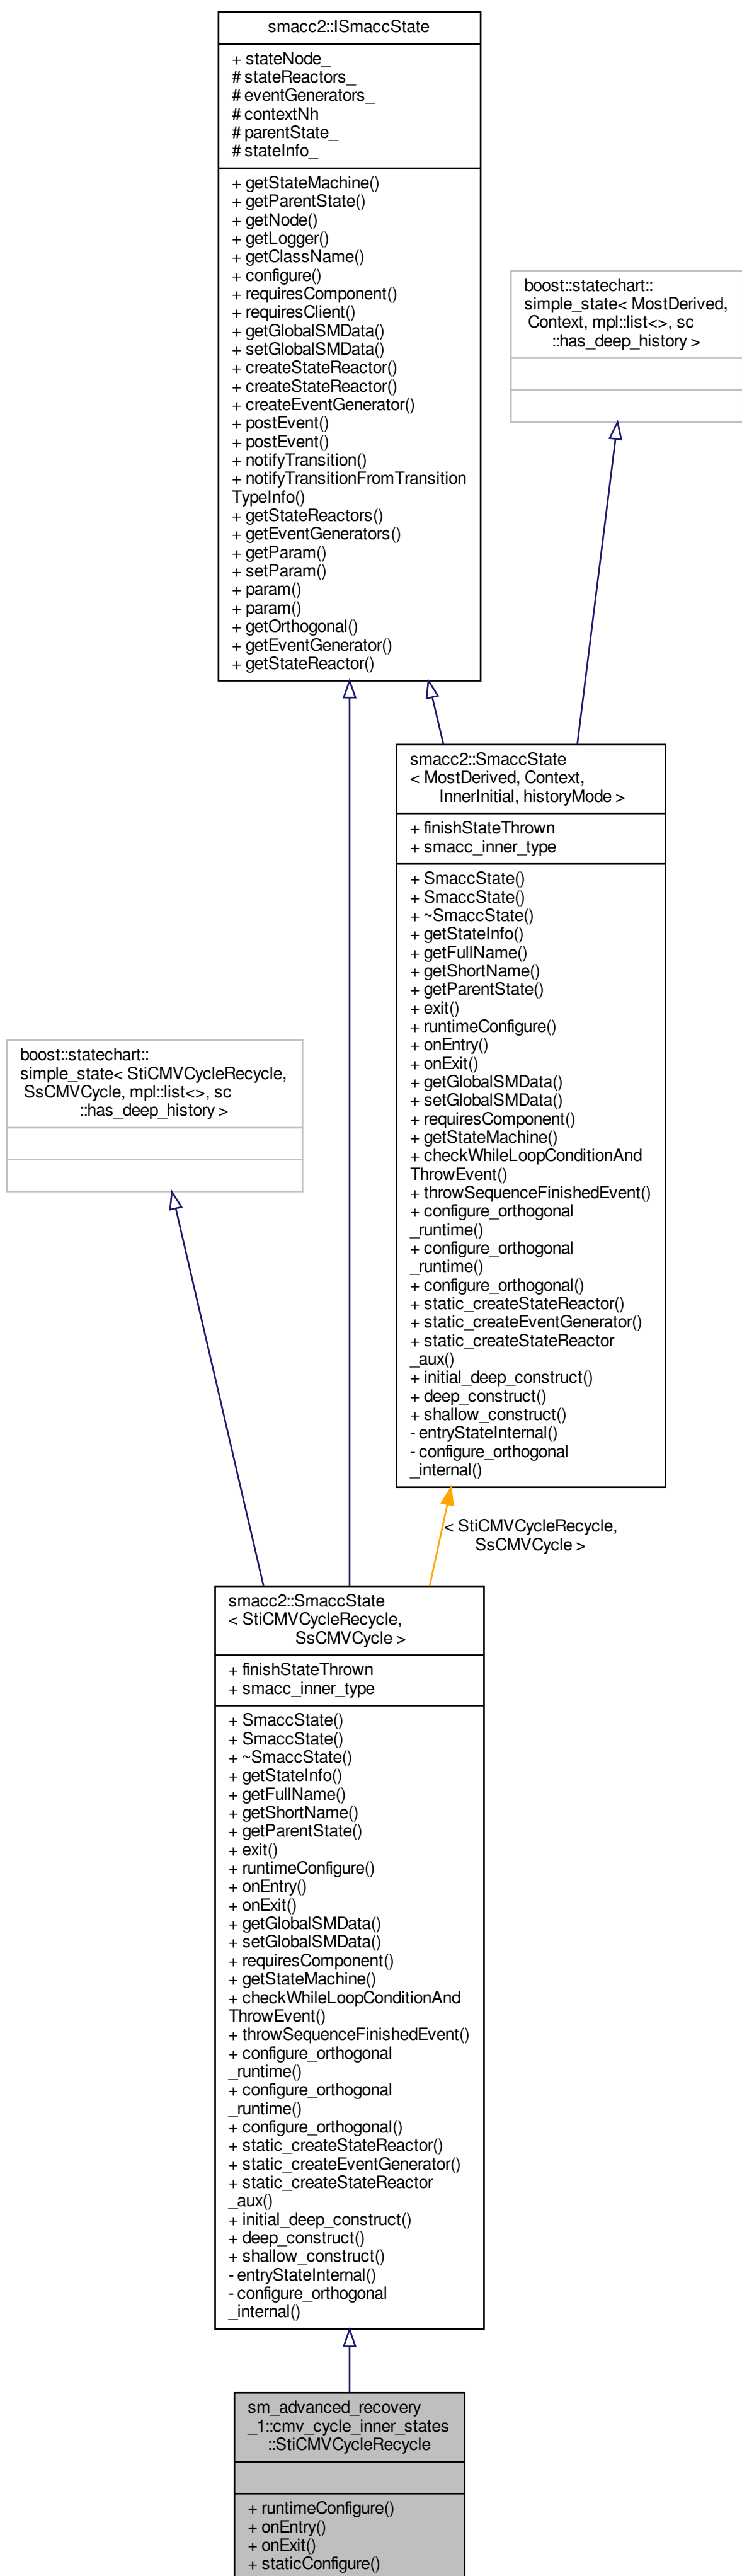 smacc2::ISmaccState
+ stateNode_
# stateReactors_
# eventGenerators_
# contextNh
# parentState_
# stateInfo_
+ getStateMachine()
+ getParentState()
+ getNode()
+ getLogger()
+ getClassName()
+ configure()
+ requiresComponent()
+ requiresClient()
+ getGlobalSMData()
+ setGlobalSMData()
+ createStateReactor()
+ createStateReactor()
+ createEventGenerator()
+ postEvent()
+ postEvent()
+ notifyTransition()
+ notifyTransitionFromTransition
TypeInfo()
+ getStateReactors()
+ getEventGenerators()
+ getParam()
+ setParam()
+ param()
+ param()
+ getOrthogonal()
+ getEventGenerator()
+ getStateReactor()
boost::statechart::
simple_state< MostDerived,
Context, mpl::list<>, sc
::has_deep_history >
smacc2::SmaccState
< MostDerived, Context,
InnerInitial, historyMode >
+ finishStateThrown
+ smacc_inner_type
+ SmaccState()
+ SmaccState()
+ ~SmaccState()
+ getStateInfo()
+ getFullName()
+ getShortName()
+ getParentState()
+ exit()
+ runtimeConfigure()
+ onEntry()
+ onExit()
+ getGlobalSMData()
+ setGlobalSMData()
+ requiresComponent()
+ getStateMachine()
+ checkWhileLoopConditionAnd
ThrowEvent()
+ throwSequenceFinishedEvent()
+ configure_orthogonal
_runtime()
+ configure_orthogonal
_runtime()
+ configure_orthogonal()
+ static_createStateReactor()
+ static_createEventGenerator()
+ static_createStateReactor
_aux()
+ initial_deep_construct()
+ deep_construct()
+ shallow_construct()
- entryStateInternal()
- configure_orthogonal
_internal()
boost::statechart::
simple_state< StiCMVCycleRecycle,
SsCMVCycle, mpl::list<>, sc
::has_deep_history >
< StiCMVCycleRecycle,
SsCMVCycle >
smacc2::SmaccState
< StiCMVCycleRecycle,
SsCMVCycle >
+ finishStateThrown
+ smacc_inner_type
+ SmaccState()
+ SmaccState()
+ ~SmaccState()
+ getStateInfo()
+ getFullName()
+ getShortName()
+ getParentState()
+ exit()
+ runtimeConfigure()
+ onEntry()
+ onExit()
+ getGlobalSMData()
+ setGlobalSMData()
+ requiresComponent()
+ getStateMachine()
+ checkWhileLoopConditionAnd
ThrowEvent()
+ throwSequenceFinishedEvent()
+ configure_orthogonal
_runtime()
+ configure_orthogonal
_runtime()
+ configure_orthogonal()
+ static_createStateReactor()
+ static_createEventGenerator()
+ static_createStateReactor
_aux()
+ initial_deep_construct()
+ deep_construct()
+ shallow_construct()
- entryStateInternal()
- configure_orthogonal
_internal()
sm_advanced_recovery
_1::cmv_cycle_inner_states
::StiCMVCycleRecycle
+ runtimeConfigure()
+ onEntry()
+ onExit()
+ staticConfigure()